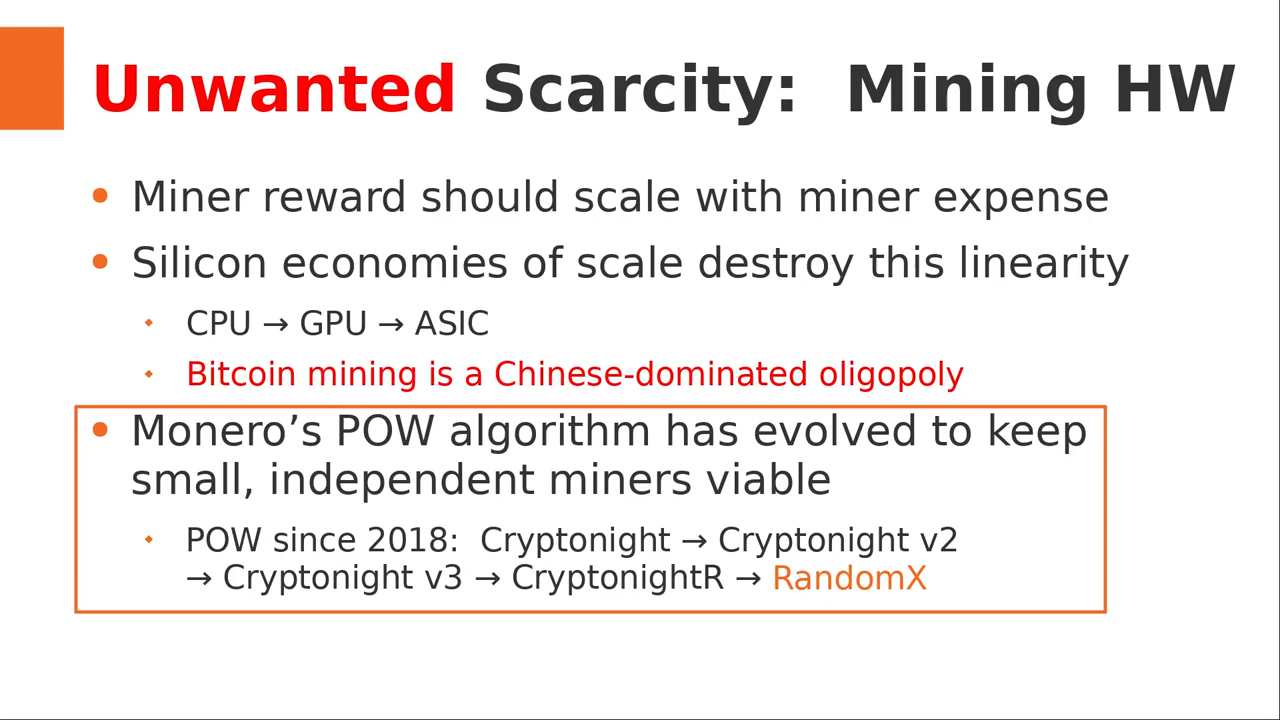 Unwanted Scarcity: Mining HW
• Miner reward should scale with miner expense
• Silicon economies of scale destroy this linearity
⬩ CPU → GPU → ASIC
⬩ Bitcoin mining is a Chinese-dominated oligopoly
• Monero’s POW algorithm has evolved to keep
small, independent miners viable
⬩ POW since 2018: Cryptonight → Cryptonight v2
→ Cryptonight v3 → CryptonightR → RandomX